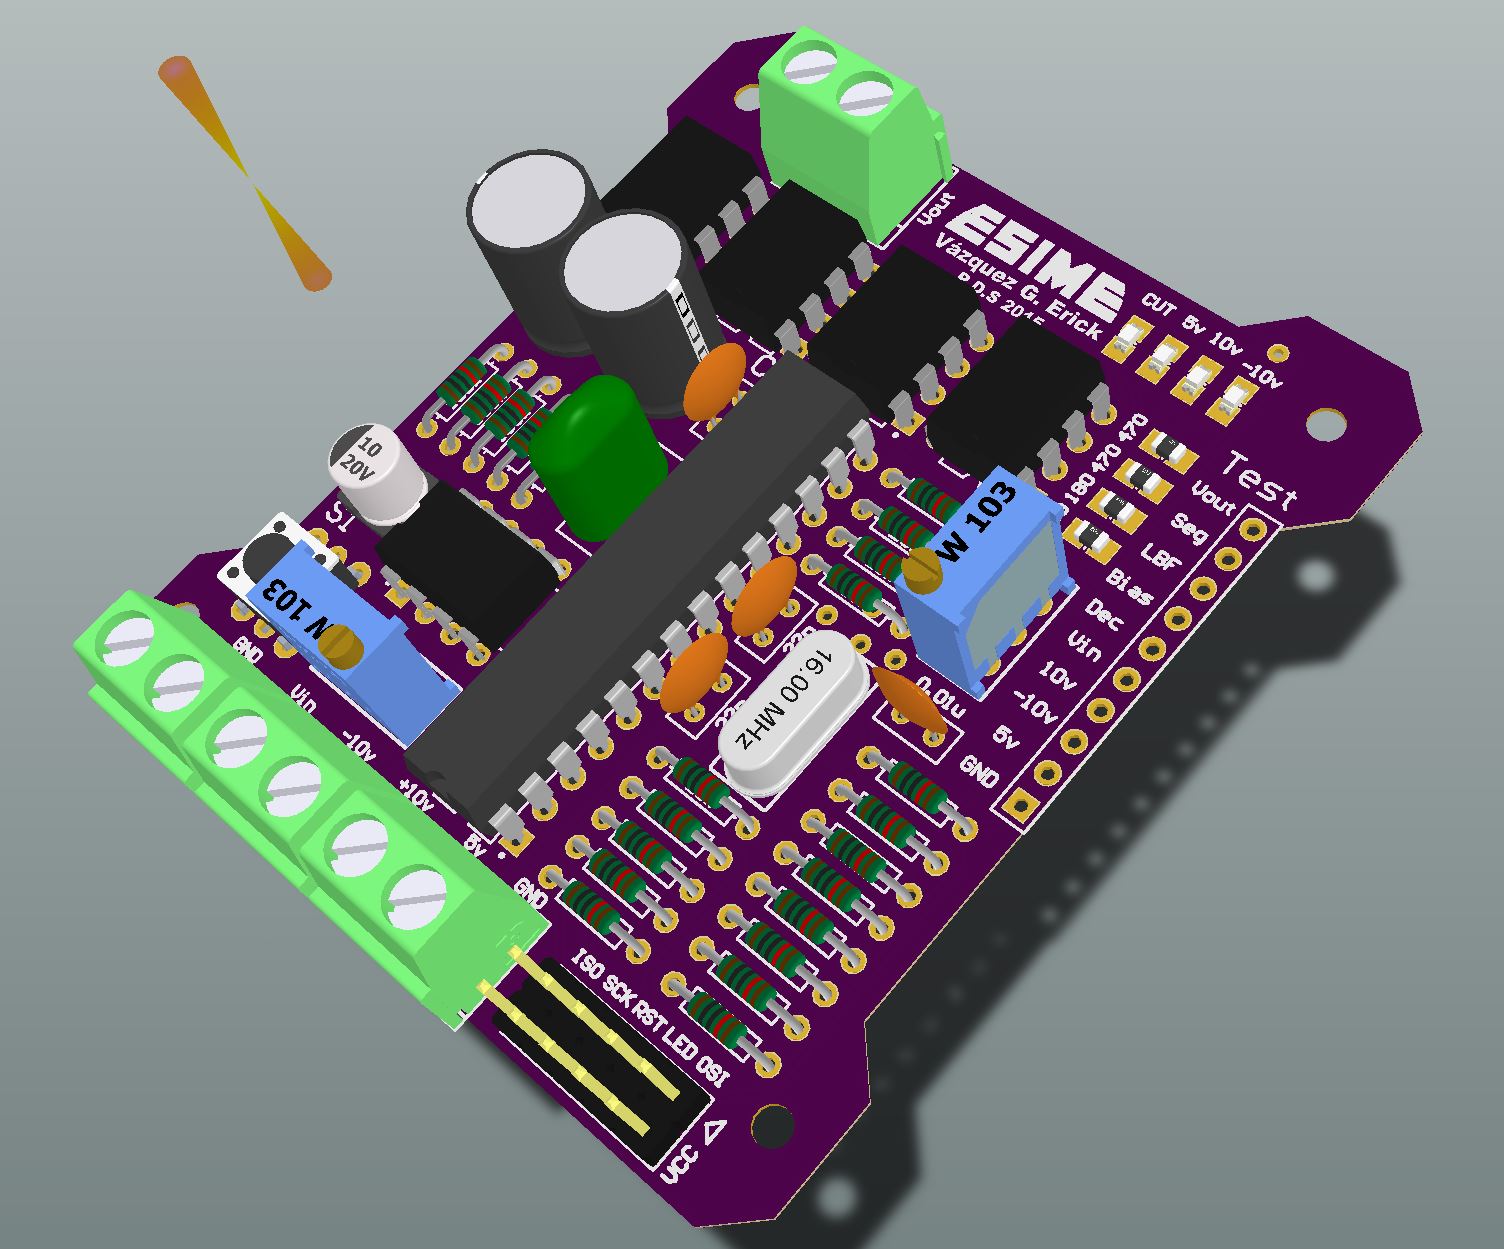 Vout
ESIME
Vázquez G. Erick
P.D.S 2015
CUT 5v 10v -10v
180 470 470
Test
Vout
Seq
LBF
Bias
Dec
Vin
10v
-10v
5v
GND
W 103
10
20V
W 103
GND
Vin
-10v
+10v
5v
GND
16.00 MHz
0.01u
ISO SCK RST LED OSI
VCC